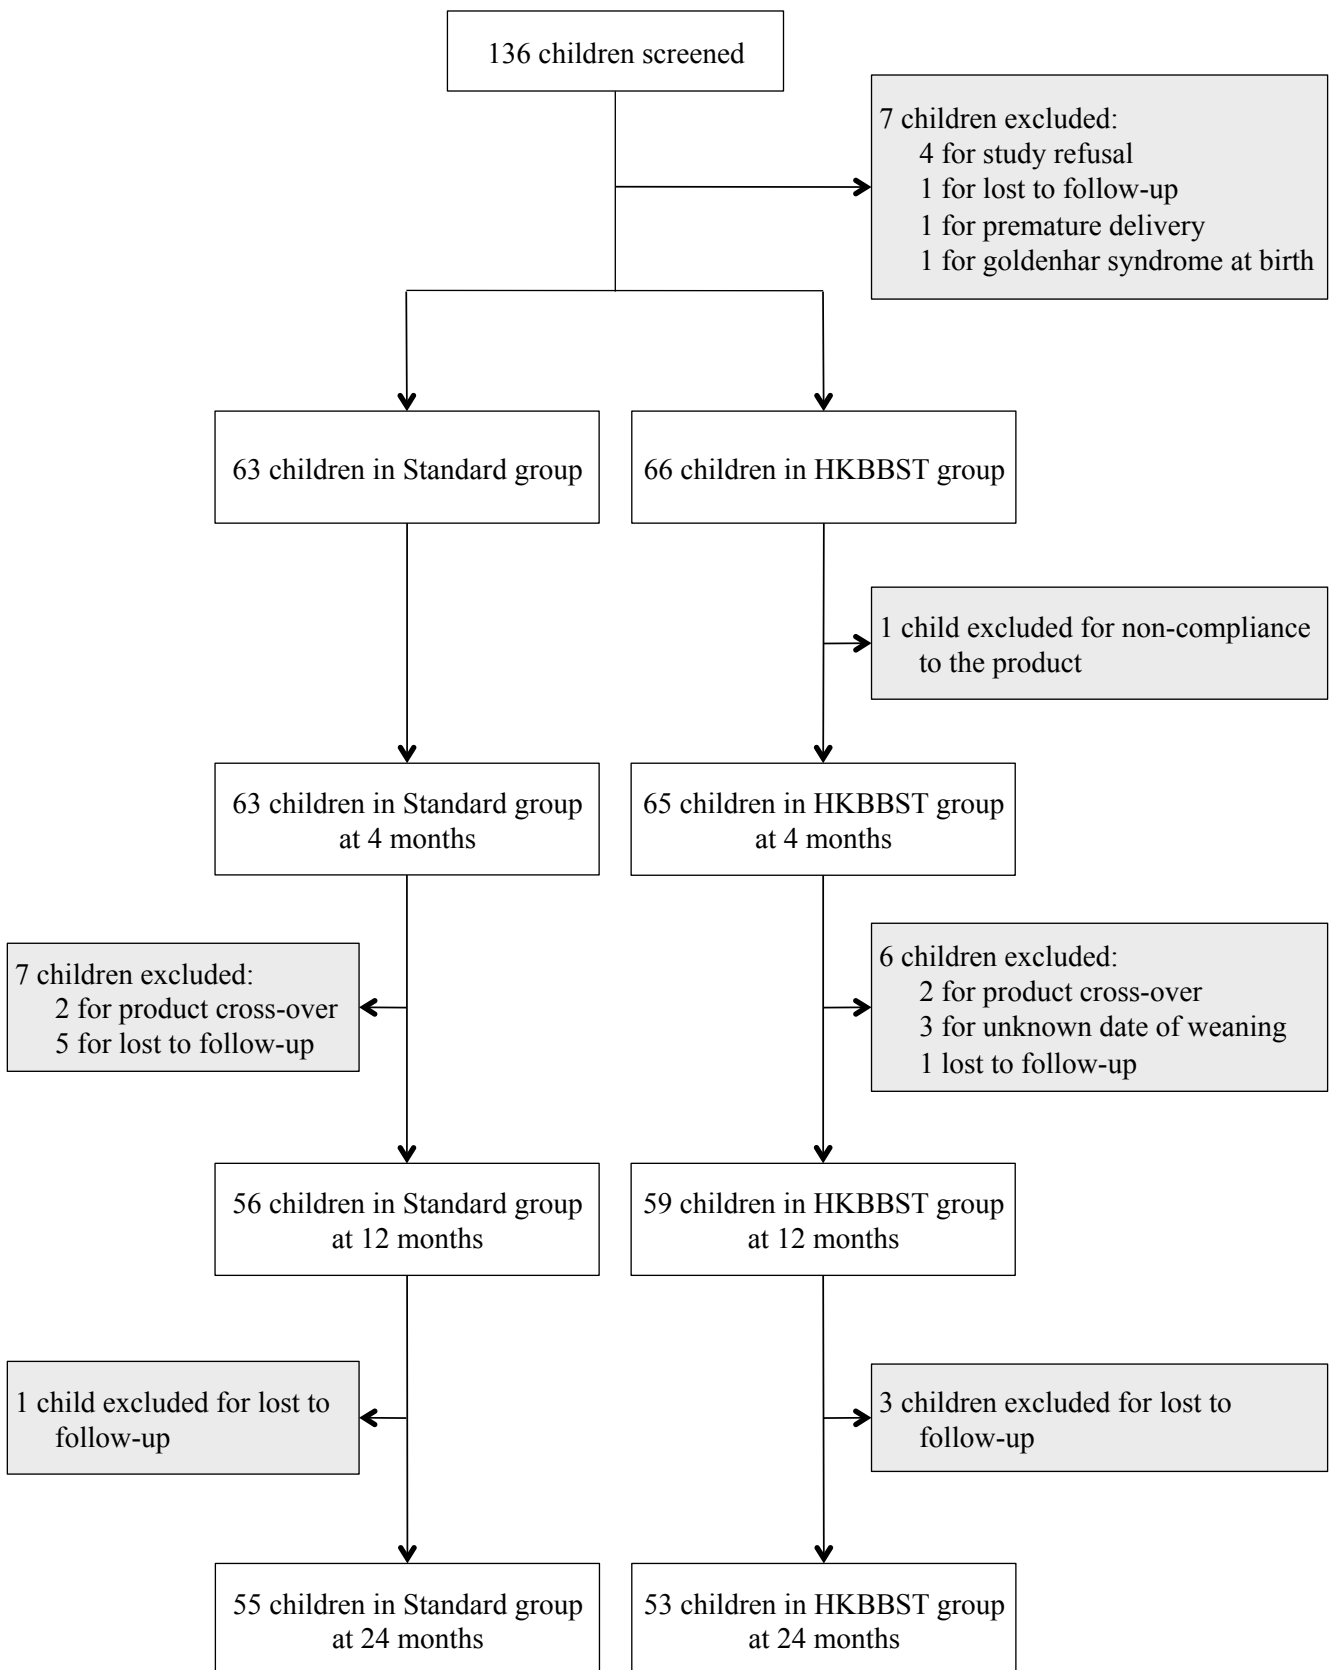 136 children screened
7 children excluded:
4 for study refusal
1 for lost to follow-up
1 for premature delivery
1 for goldenhar syndrome at birth
63 children in Standard group
66 children in HKBBST group
1 child excluded for non-compliance
to the product
63 children in Standard group
at 4 months
65 children in HKBBST group
at 4 months
7 children excluded:
2 for product cross-over
5 for lost to follow-up
6 children excluded:
2 for product cross-over
3 for unknown date of weaning
1 lost to follow-up
56 children in Standard group
at 12 months
59 children in HKBBST group
at 12 months
1 child excluded for lost to
follow-up
3 children excluded for lost to
follow-up
55 children in Standard group
at 24 months
53 children in HKBBST group
at 24 months